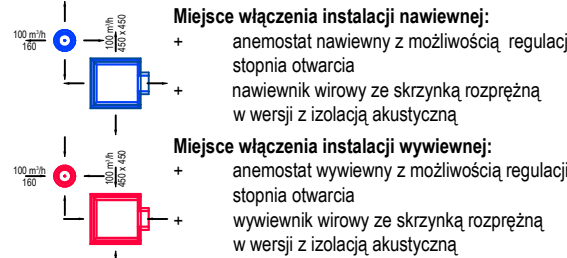 Miejsce włączenia instalacji nawiewnej:
100 m³/h
160
100 m³/h
450 x 450
+ anemostat nawiewny z możliwością regulacji
stopnia otwarcia
+ nawiewnik wirowy ze skrzynką rozprężną
w wersji z izolacją akustyczną
Miejsce włączenia instalacji wywiewnej:
100 m³/h
160
100 m³/h
450 x 450
+ anemostat wywiewny z możliwością regulacji
stopnia otwarcia
+ wywiewnik wirowy ze skrzynką rozprężną
w wersji z izolacją akustyczną